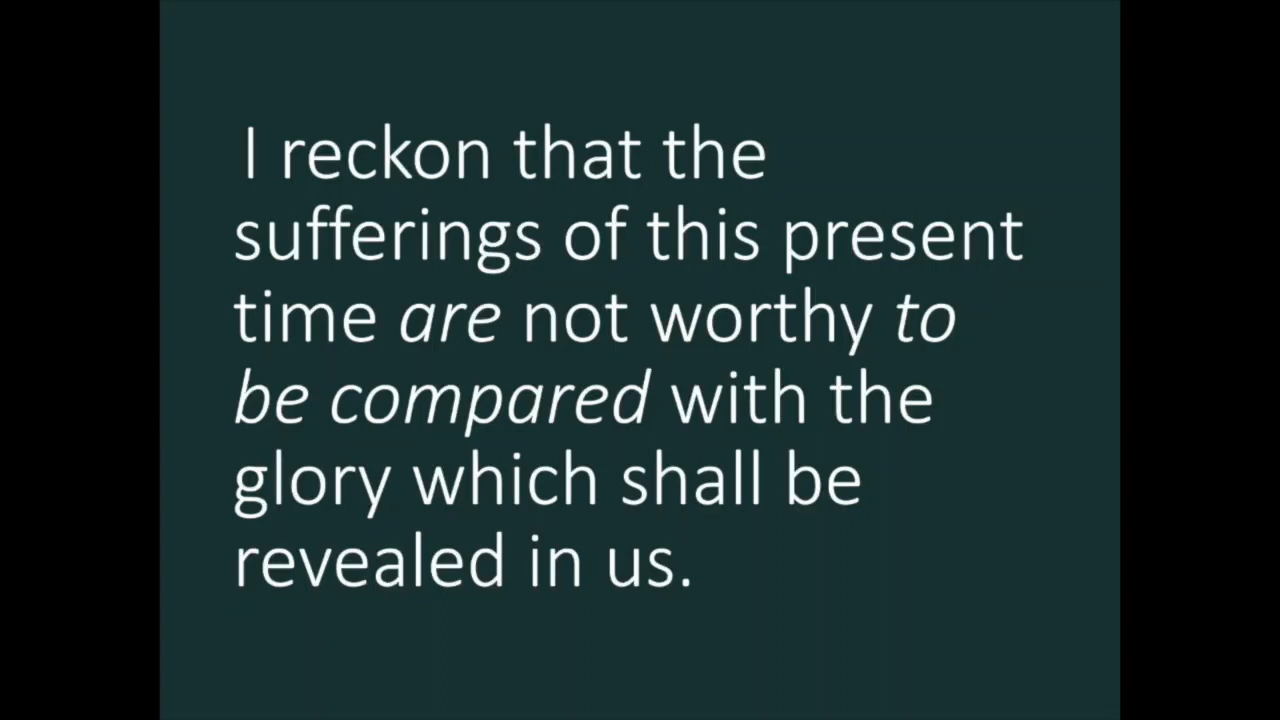 I reckon that the
sufferings of this present
time are not worthy to
be compared with the
glory which shall be
revealed in us.